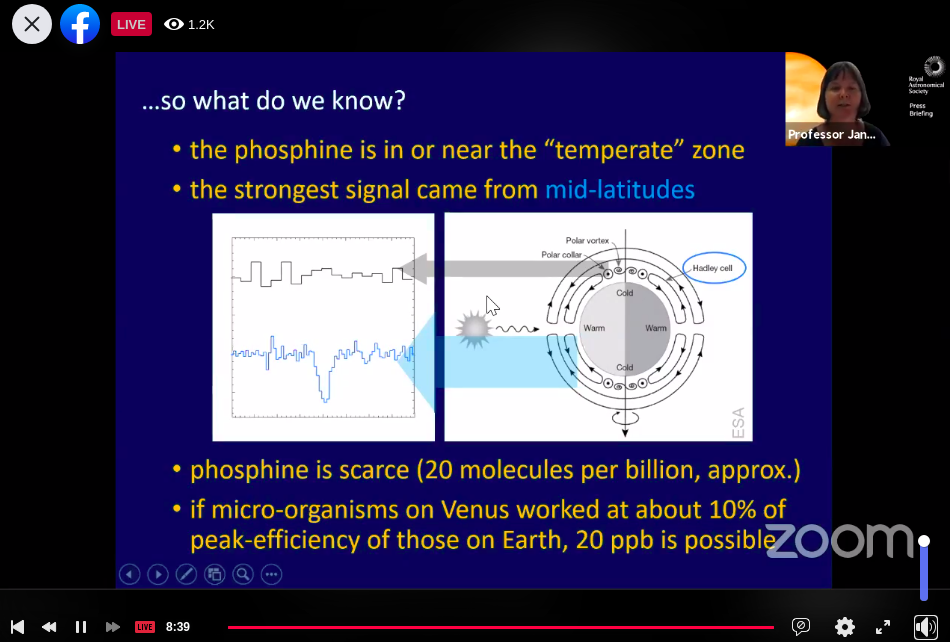 LIVE
1.2K
...so what do we know?
• the phosphine is in or near the “temperate” zone
• the strongest signal came from mid-latitudes
Polar vortex
Polar collar
Hadley cell
Cold
Warm
Warm
Cold
ESA
• phosphine is scarce (20 molecules per billion, approx.)
• if micro-organisms on Venus worked at about 10% of
peak-efficiency of those on Earth, 20 ppb is possible
zoom
Professor Jan...
Royal
Astronomical
Society
Press
Briefing
LIVE
8:39